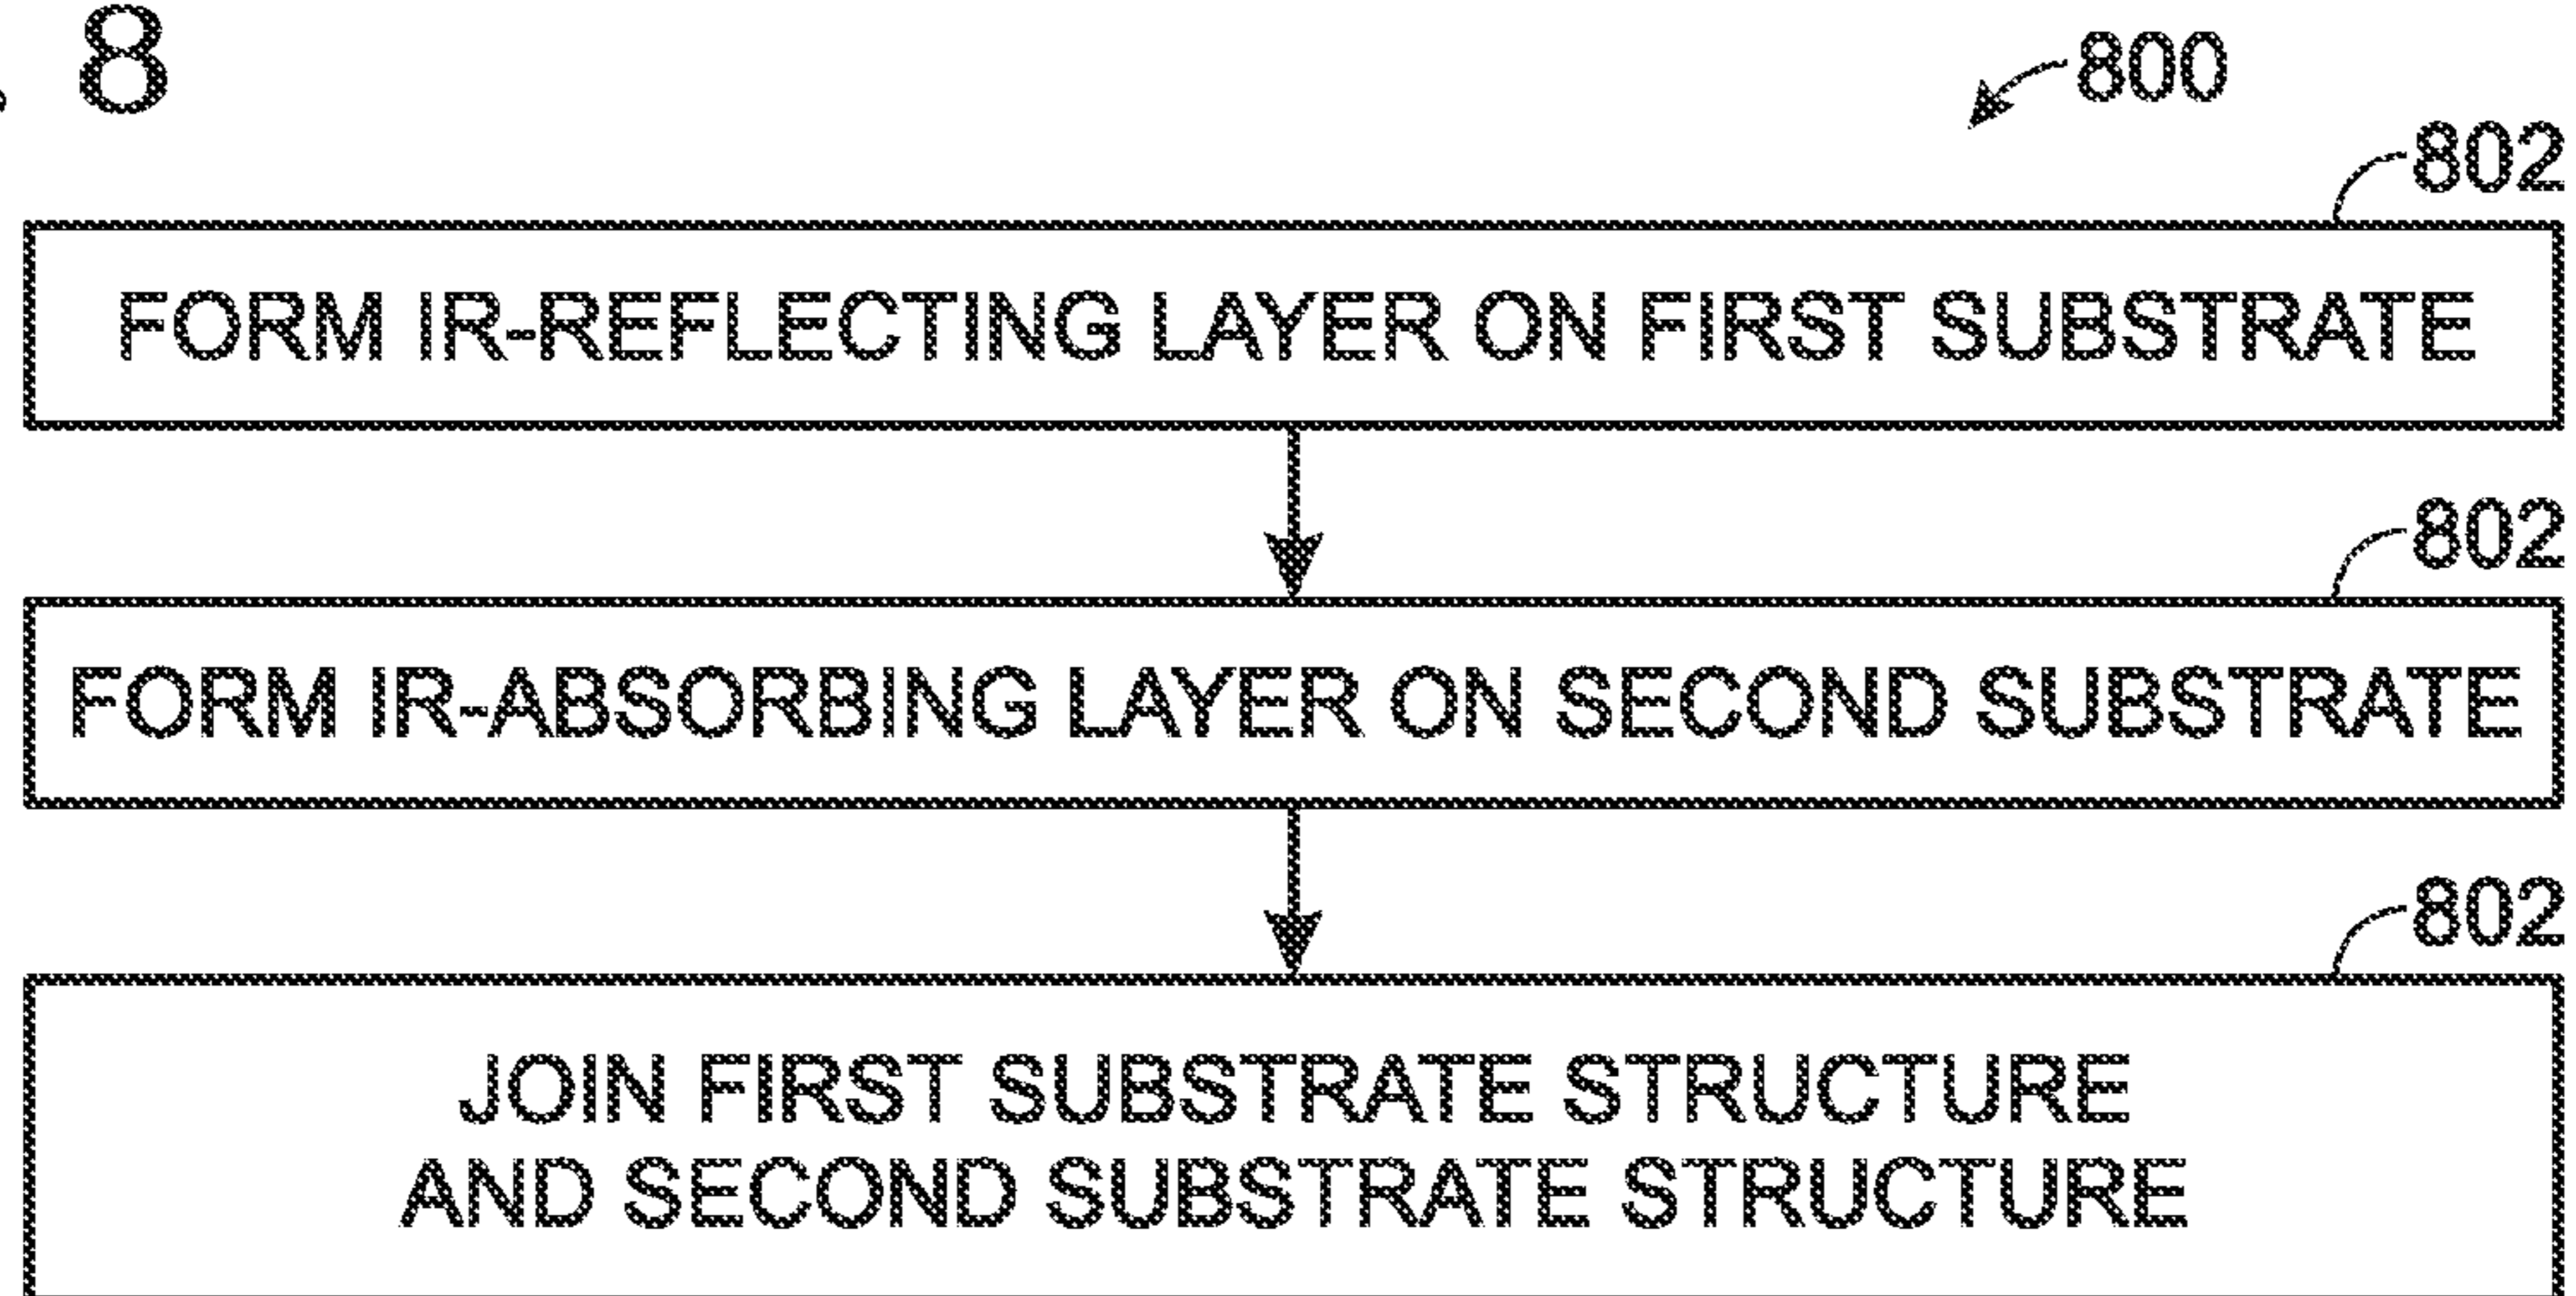 8
800
802
FORM IR-REFLECTING LAYER ON FIRST SUBSTRATE
802
FORM IR-ABSORBING LAYER ON SECOND SUBSTRATE
802
JOIN FIRST SUBSTRATE STRUCTURE
AND SECOND SUBSTRATE STRUCTURE